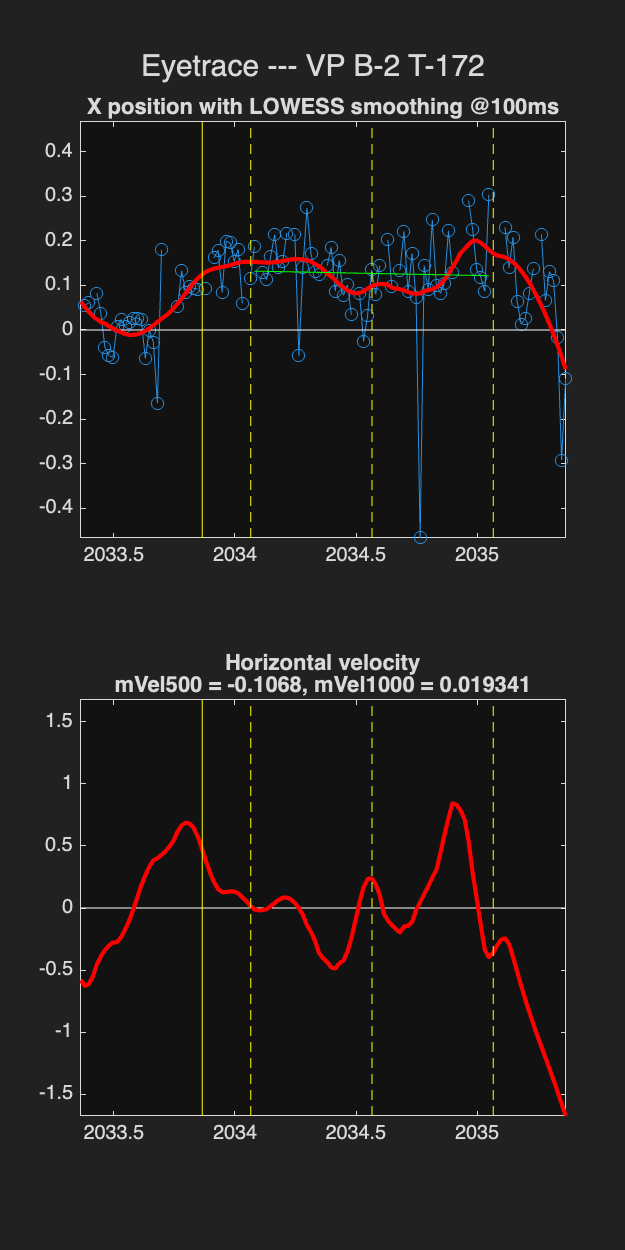 Eyetrace --- VP B-2 T-172
X position with LOWESS smoothing @100ms
0.4
0.3
0.2
0.1
0
-0.1
-0.2
-0.3
-0.4
2033.5 2034 2034.5 2035
Horizontal velocity
mVel500 = -0.1068, mVel1000 = 0.019341
1.5
1
0.5
0
-0.5
-1
-1.5
2033.5 2034 2034.5 2035